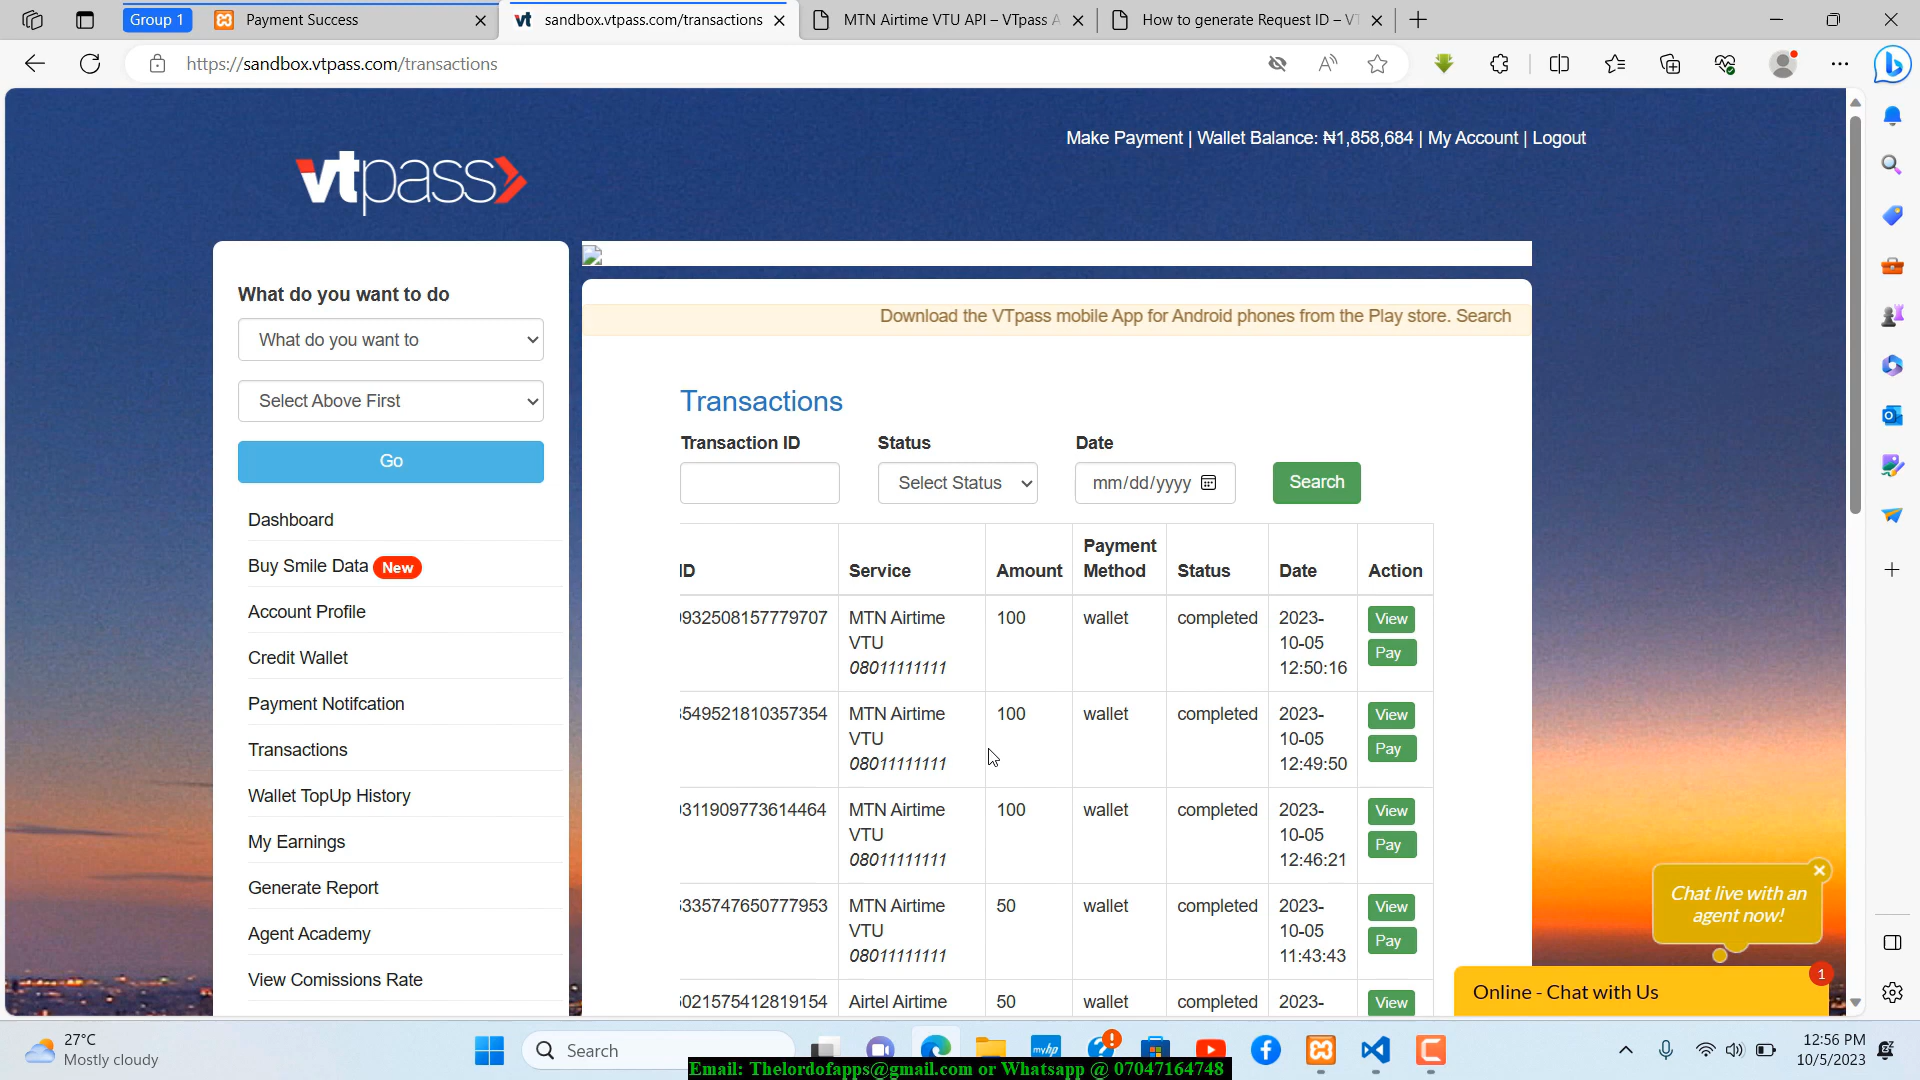 Group 1
Payment Success
sandbox.vtpass.com/transactions
MTN Airtime VTU API – VTpass A
How to generate Request ID – VT
https://sandbox.vtpass.com/transactions
Make Payment | Wallet Balance: ₦1,858,684 | My Account | Logout
vtpass
What do you want to do
What do you want to
Select Above First
Go
Dashboard
Buy Smile Data New
Account Profile
Credit Wallet
Payment Notifcation
Transactions
Wallet TopUp History
My Earnings
Generate Report
Agent Academy
View Comissions Rate
Download the VTpass mobile App for Android phones from the Play store. Search
Transactions
Transaction ID Status Date
Select Status mm/dd/yyyy Search
Payment
ID Service Amount Method Status Date Action
9932508157779707 MTN Airtime 100 wallet completed 2023- View
VTU 10-05 Pay
08011111111 12:50:16
3549521810357354 MTN Airtime 100 wallet completed 2023- View
VTU 10-05 Pay
08011111111 12:49:50
9311909773614464 MTN Airtime 100 wallet completed 2023- View
VTU 10-05 Pay
08011111111 12:46:21
6335747650777953 MTN Airtime 50 wallet completed 2023- View
VTU 10-05 Pay
08011111111 11:43:43
6021575412819154 Airtel Airtime 50 wallet completed 2023- View
Chat live with an
agent now!
1
Online - Chat with Us
27°C
Mostly cloudy
Search
myhp
12:56 PM
10/5/2023
Email: Thelordofapps@gmail.com or Whatsapp @ 07047164748